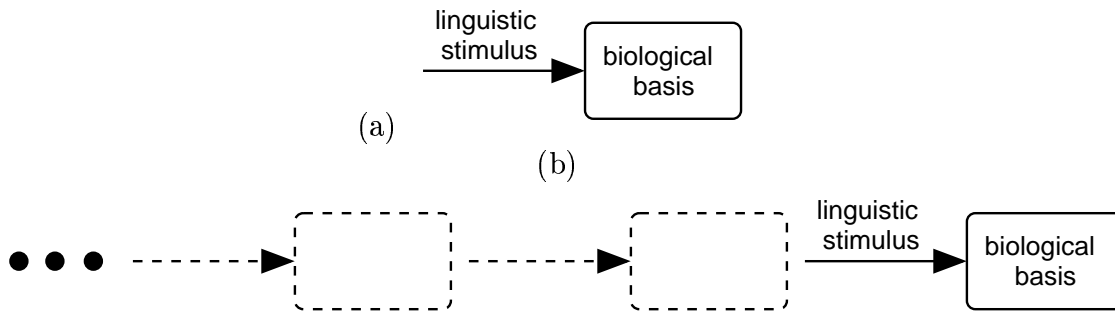 linguistic
stimulus
biological
basis
(a)
(b)
linguistic
stimulus
biological
basis